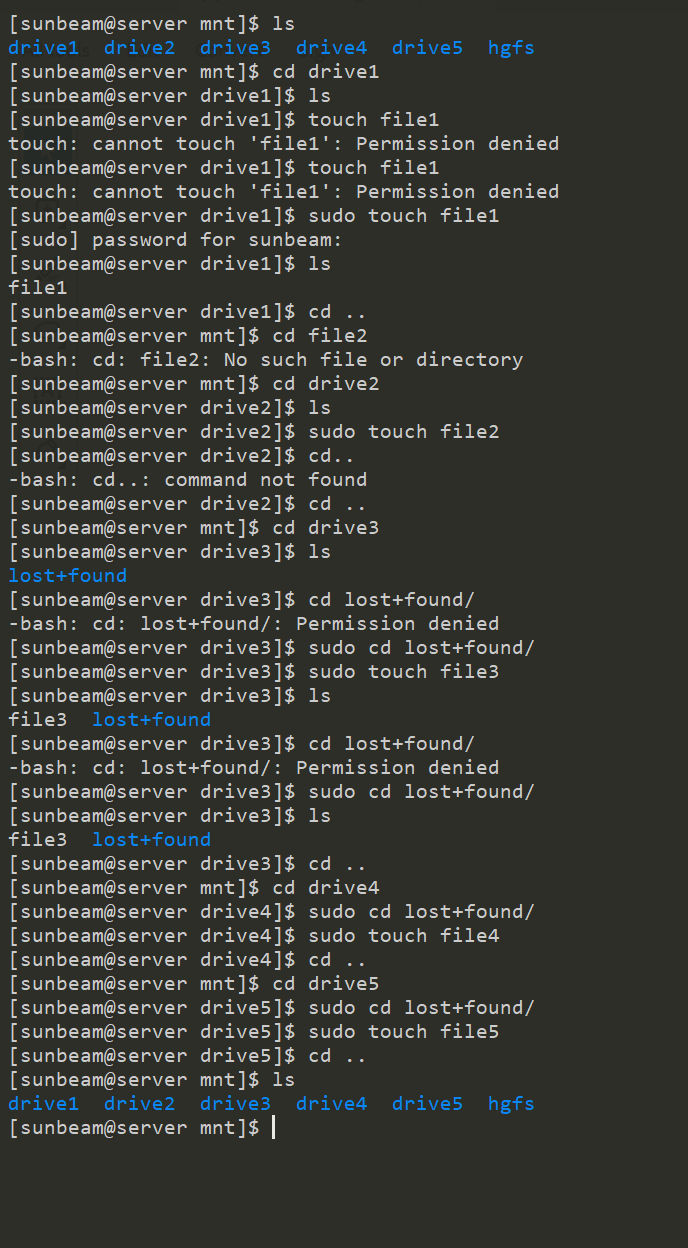 [sunbeam@server mnt]$ ls
drive1  drive2  drive3  drive4  drive5  hgfs
[sunbeam@server mnt]$ cd drive1
[sunbeam@server drive1]$ ls
[sunbeam@server drive1]$ touch file1
touch: cannot touch 'file1': Permission denied
[sunbeam@server drive1]$ touch file1
touch: cannot touch 'file1': Permission denied
[sunbeam@server drive1]$ sudo touch file1
[sudo] password for sunbeam:
[sunbeam@server drive1]$ ls
file1
[sunbeam@server drive1]$ cd ..
[sunbeam@server mnt]$ cd file2
-bash: cd: file2: No such file or directory
[sunbeam@server mnt]$ cd drive2
[sunbeam@server drive2]$ ls
[sunbeam@server drive2]$ sudo touch file2
[sunbeam@server drive2]$ cd..
-bash: cd..: command not found
[sunbeam@server drive2]$ cd ..
[sunbeam@server mnt]$ cd drive3
[sunbeam@server drive3]$ ls
lost+found
[sunbeam@server drive3]$ cd lost+found/
-bash: cd: lost+found/: Permission denied
[sunbeam@server drive3]$ sudo cd lost+found/
[sunbeam@server drive3]$ sudo touch file3
[sunbeam@server drive3]$ ls
file3  lost+found
[sunbeam@server drive3]$ cd lost+found/
-bash: cd: lost+found/: Permission denied
[sunbeam@server drive3]$ sudo cd lost+found/
[sunbeam@server drive3]$ ls
file3  lost+found
[sunbeam@server drive3]$ cd ..
[sunbeam@server mnt]$ cd drive4
[sunbeam@server drive4]$ sudo cd lost+found/
[sunbeam@server drive4]$ sudo touch file4
[sunbeam@server drive4]$ cd ..
[sunbeam@server mnt]$ cd drive5
[sunbeam@server drive5]$ sudo cd lost+found/
[sunbeam@server drive5]$ sudo touch file5
[sunbeam@server drive5]$ cd ..
[sunbeam@server mnt]$ ls
drive1  drive2  drive3  drive4  drive5  hgfs
[sunbeam@server mnt]$